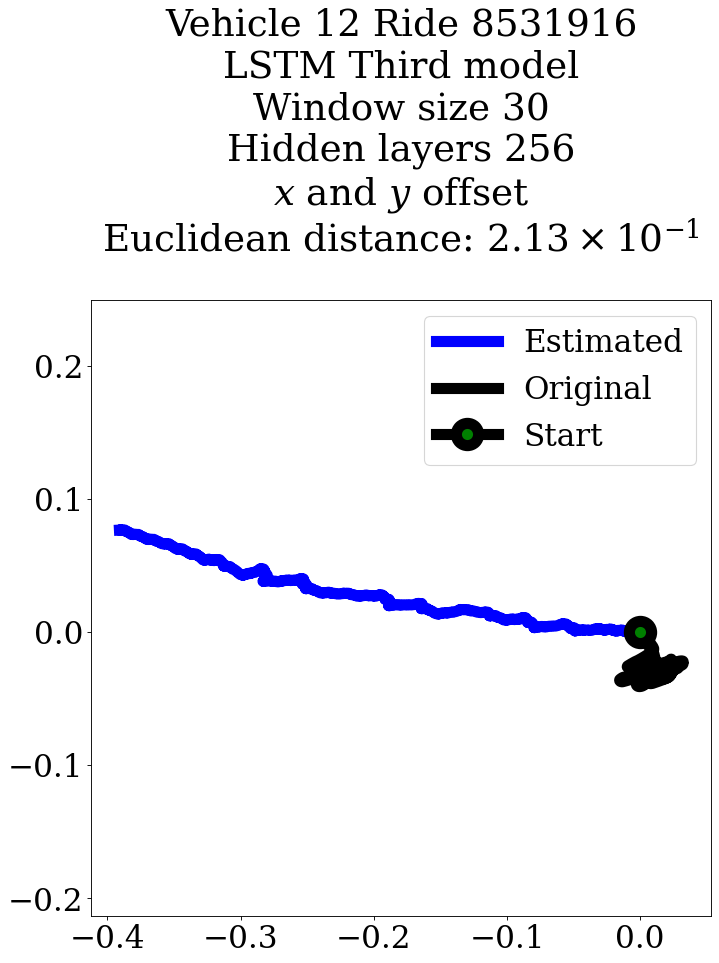 Vehicle 12 Ride 8531916
LSTM Third model
Window size 30
Hidden layers 256
x and y offset
Euclidean distance: 2.13 × 10⁻¹
Estimated
Original
Start
0.2
0.1
0.0
−0.1
−0.2
−0.4 −0.3 −0.2 −0.1 0.0